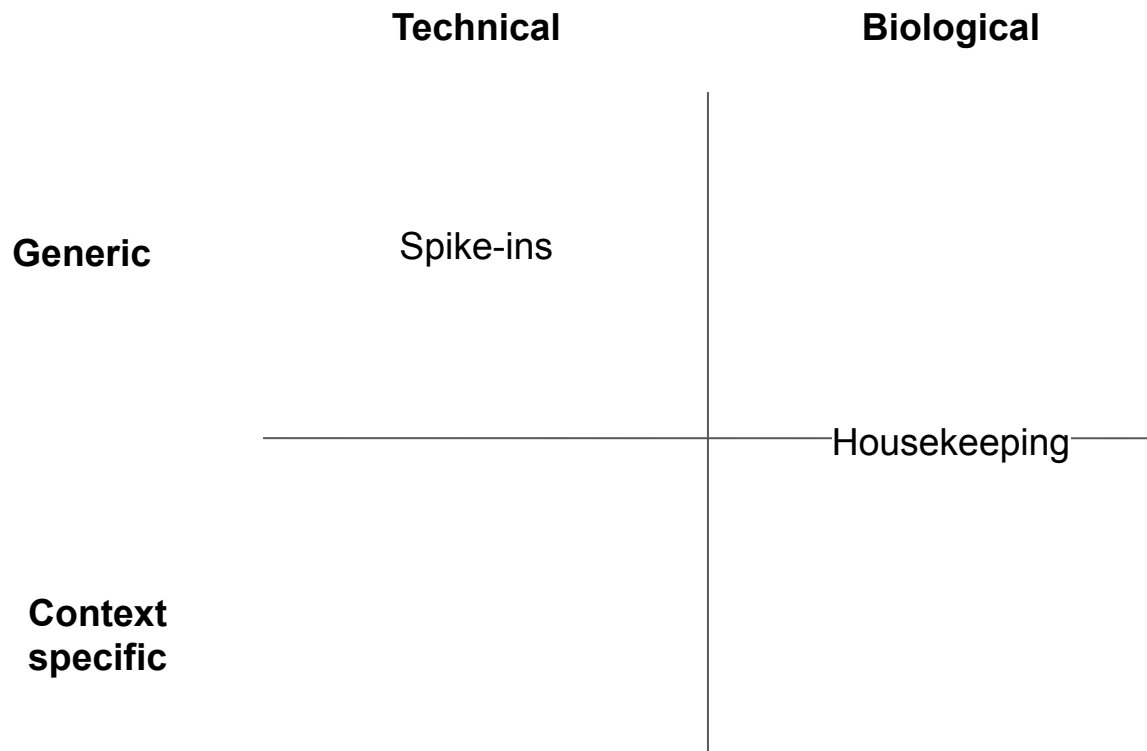 Technical
Biological
Generic
Spike-ins
Housekeeping
Context
specific